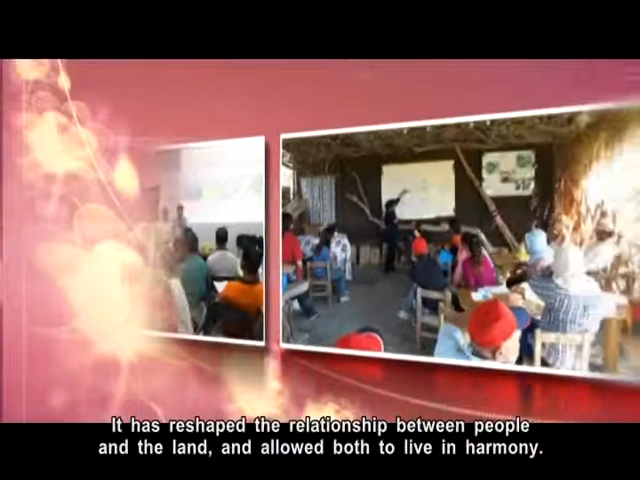 It has reshaped the relationship between people
and the land, and allowed both to live in harmony.